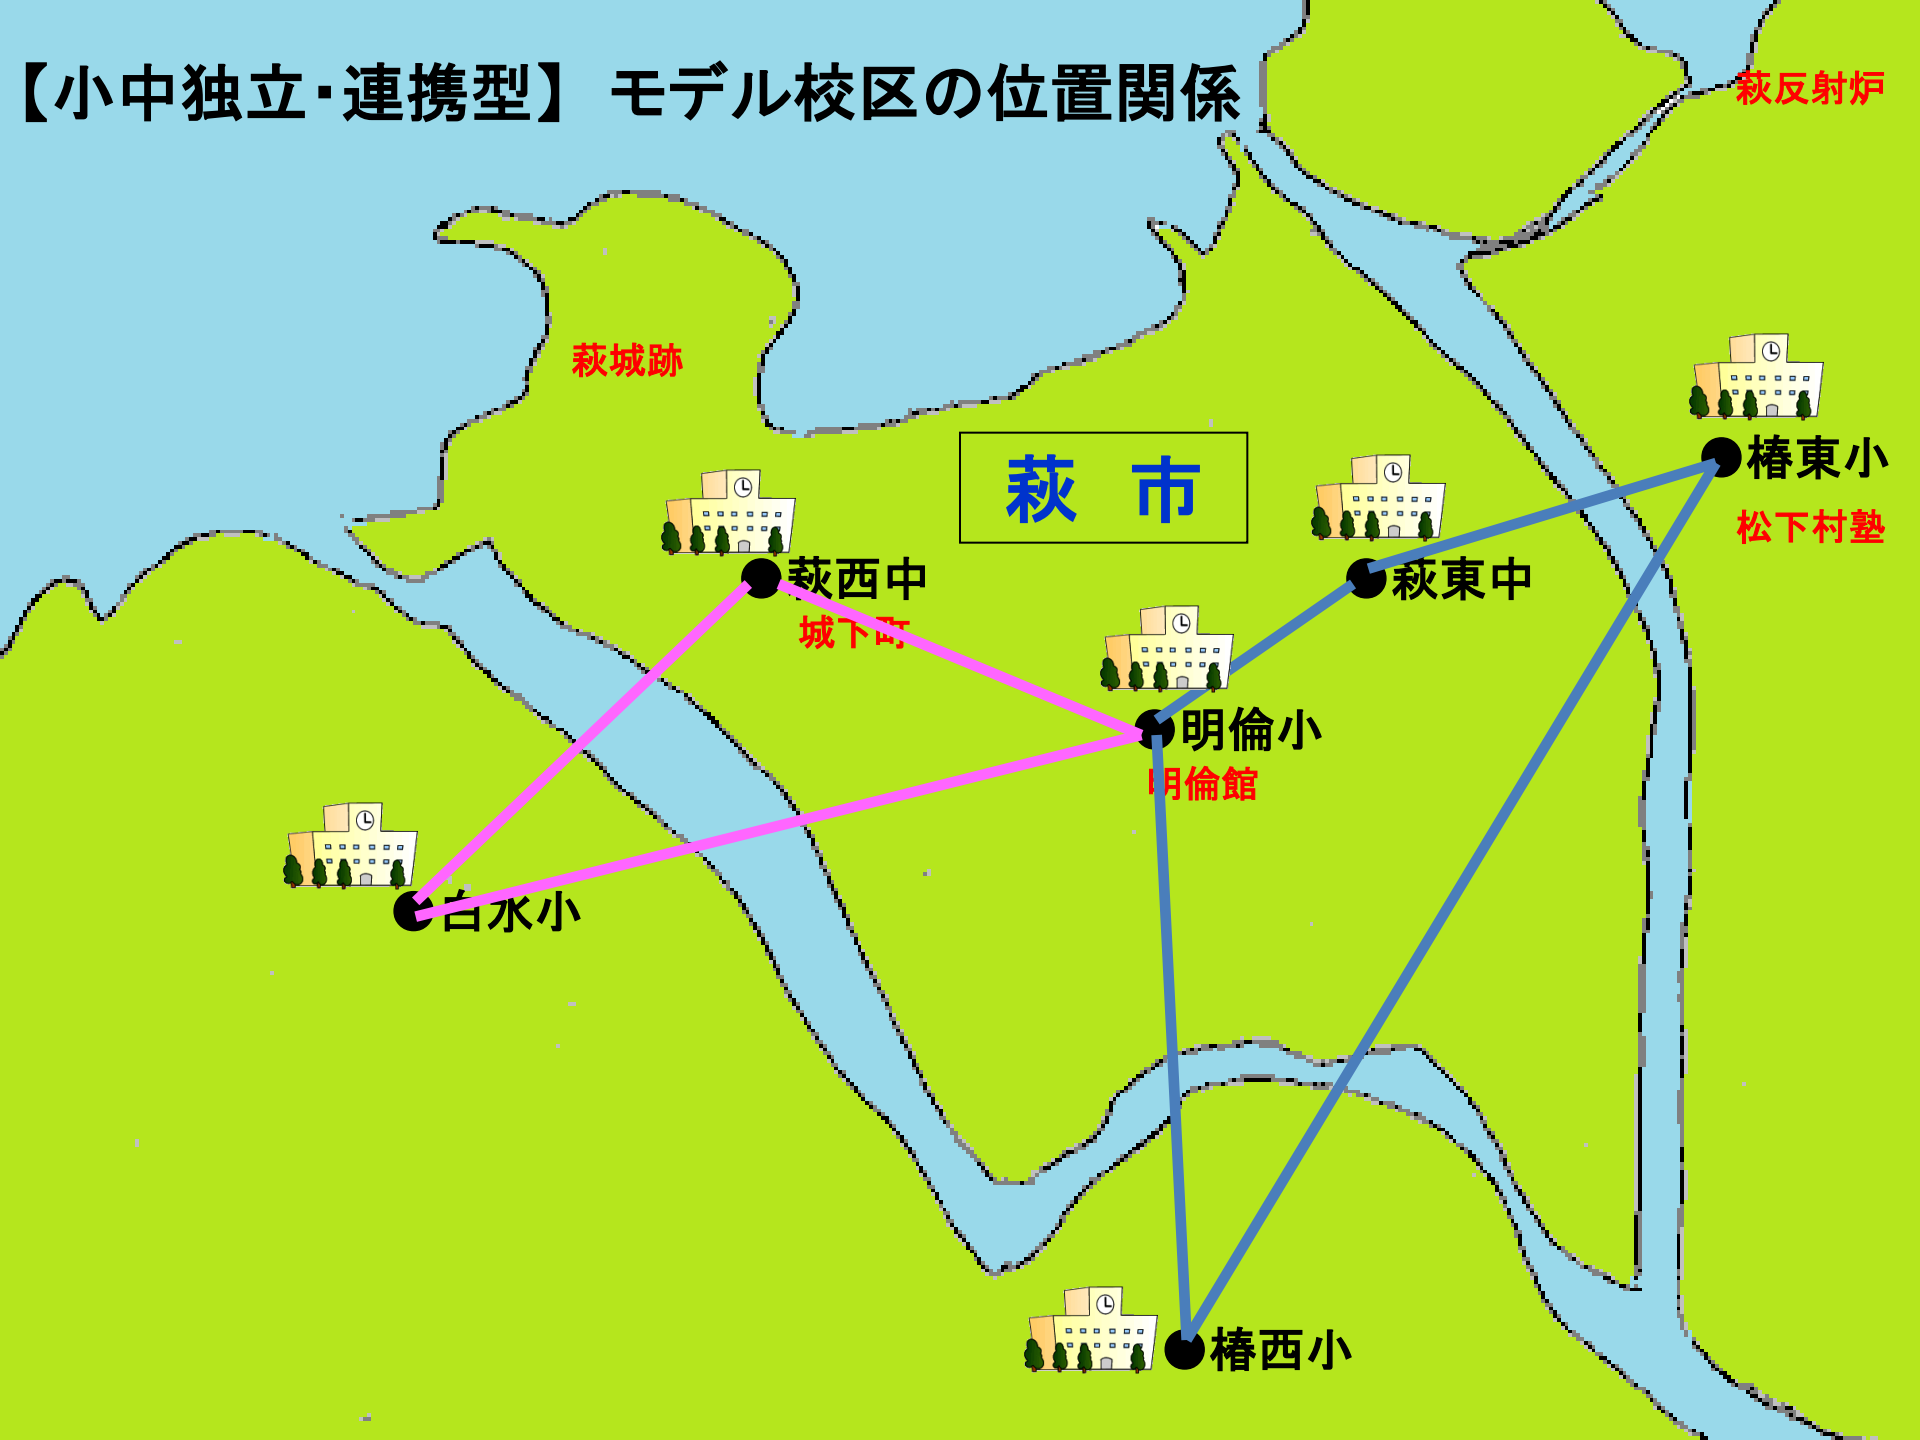 【小中独立・連携型】 モデル校区の位置関係
萩反射炉
萩城跡
萩 市
椿東小
松下村塾
萩西中
城下町
萩東中
明倫小
明倫館
白水小
椿西小